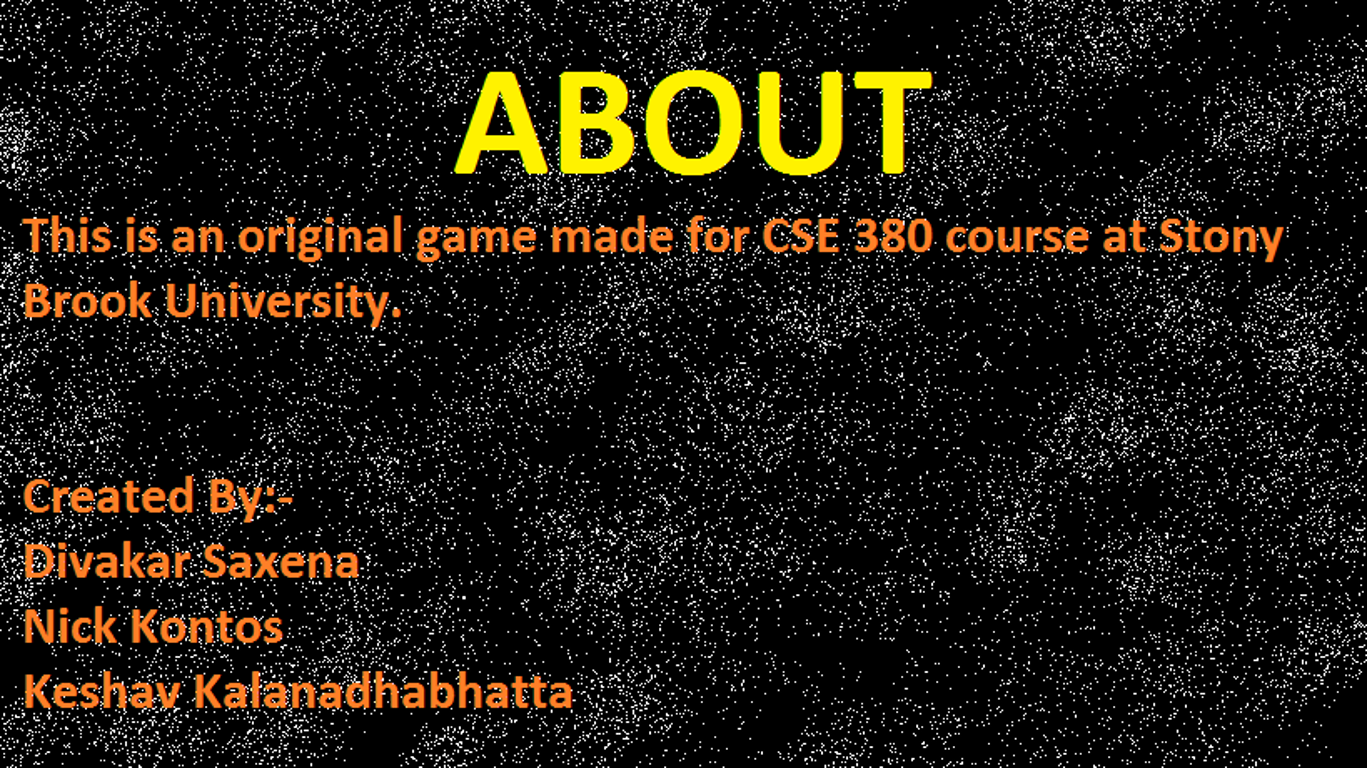 ABOUT
This is an original game made for CSE 380 course at Stony
Brook University.
Created By:-
Divakar Saxena
Nick Kontos
Keshav Kalanadhabhatta